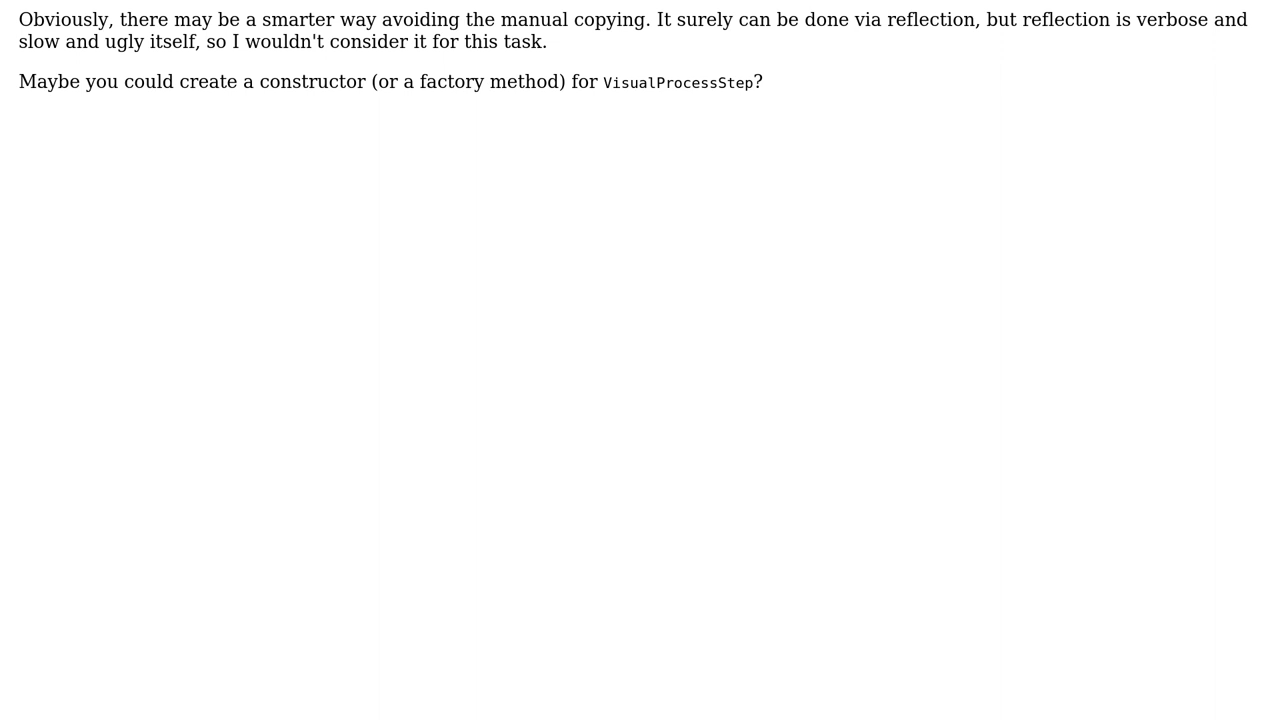 Obviously, there may be a smarter way avoiding the manual copying. It surely can be done via reflection, but reflection is verbose and
slow and ugly itself, so I wouldn't consider it for this task.
Maybe you could create a constructor (or a factory method) for VisualProcessStep?